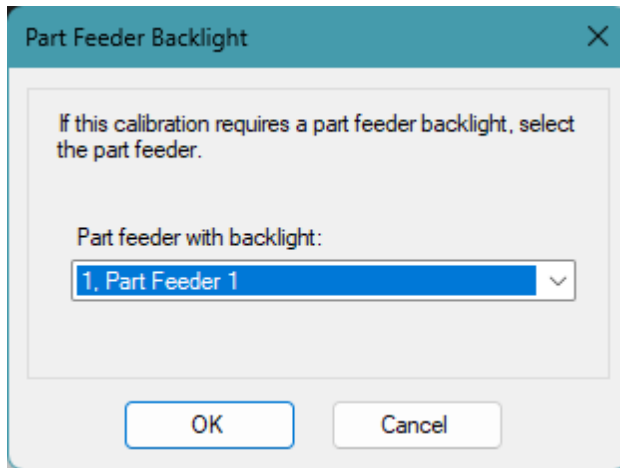 Part Feeder Backlight
If this calibration requires a part feeder backlight, select
the part feeder.
Part feeder with backlight:
1, Part Feeder 1
OK
Cancel